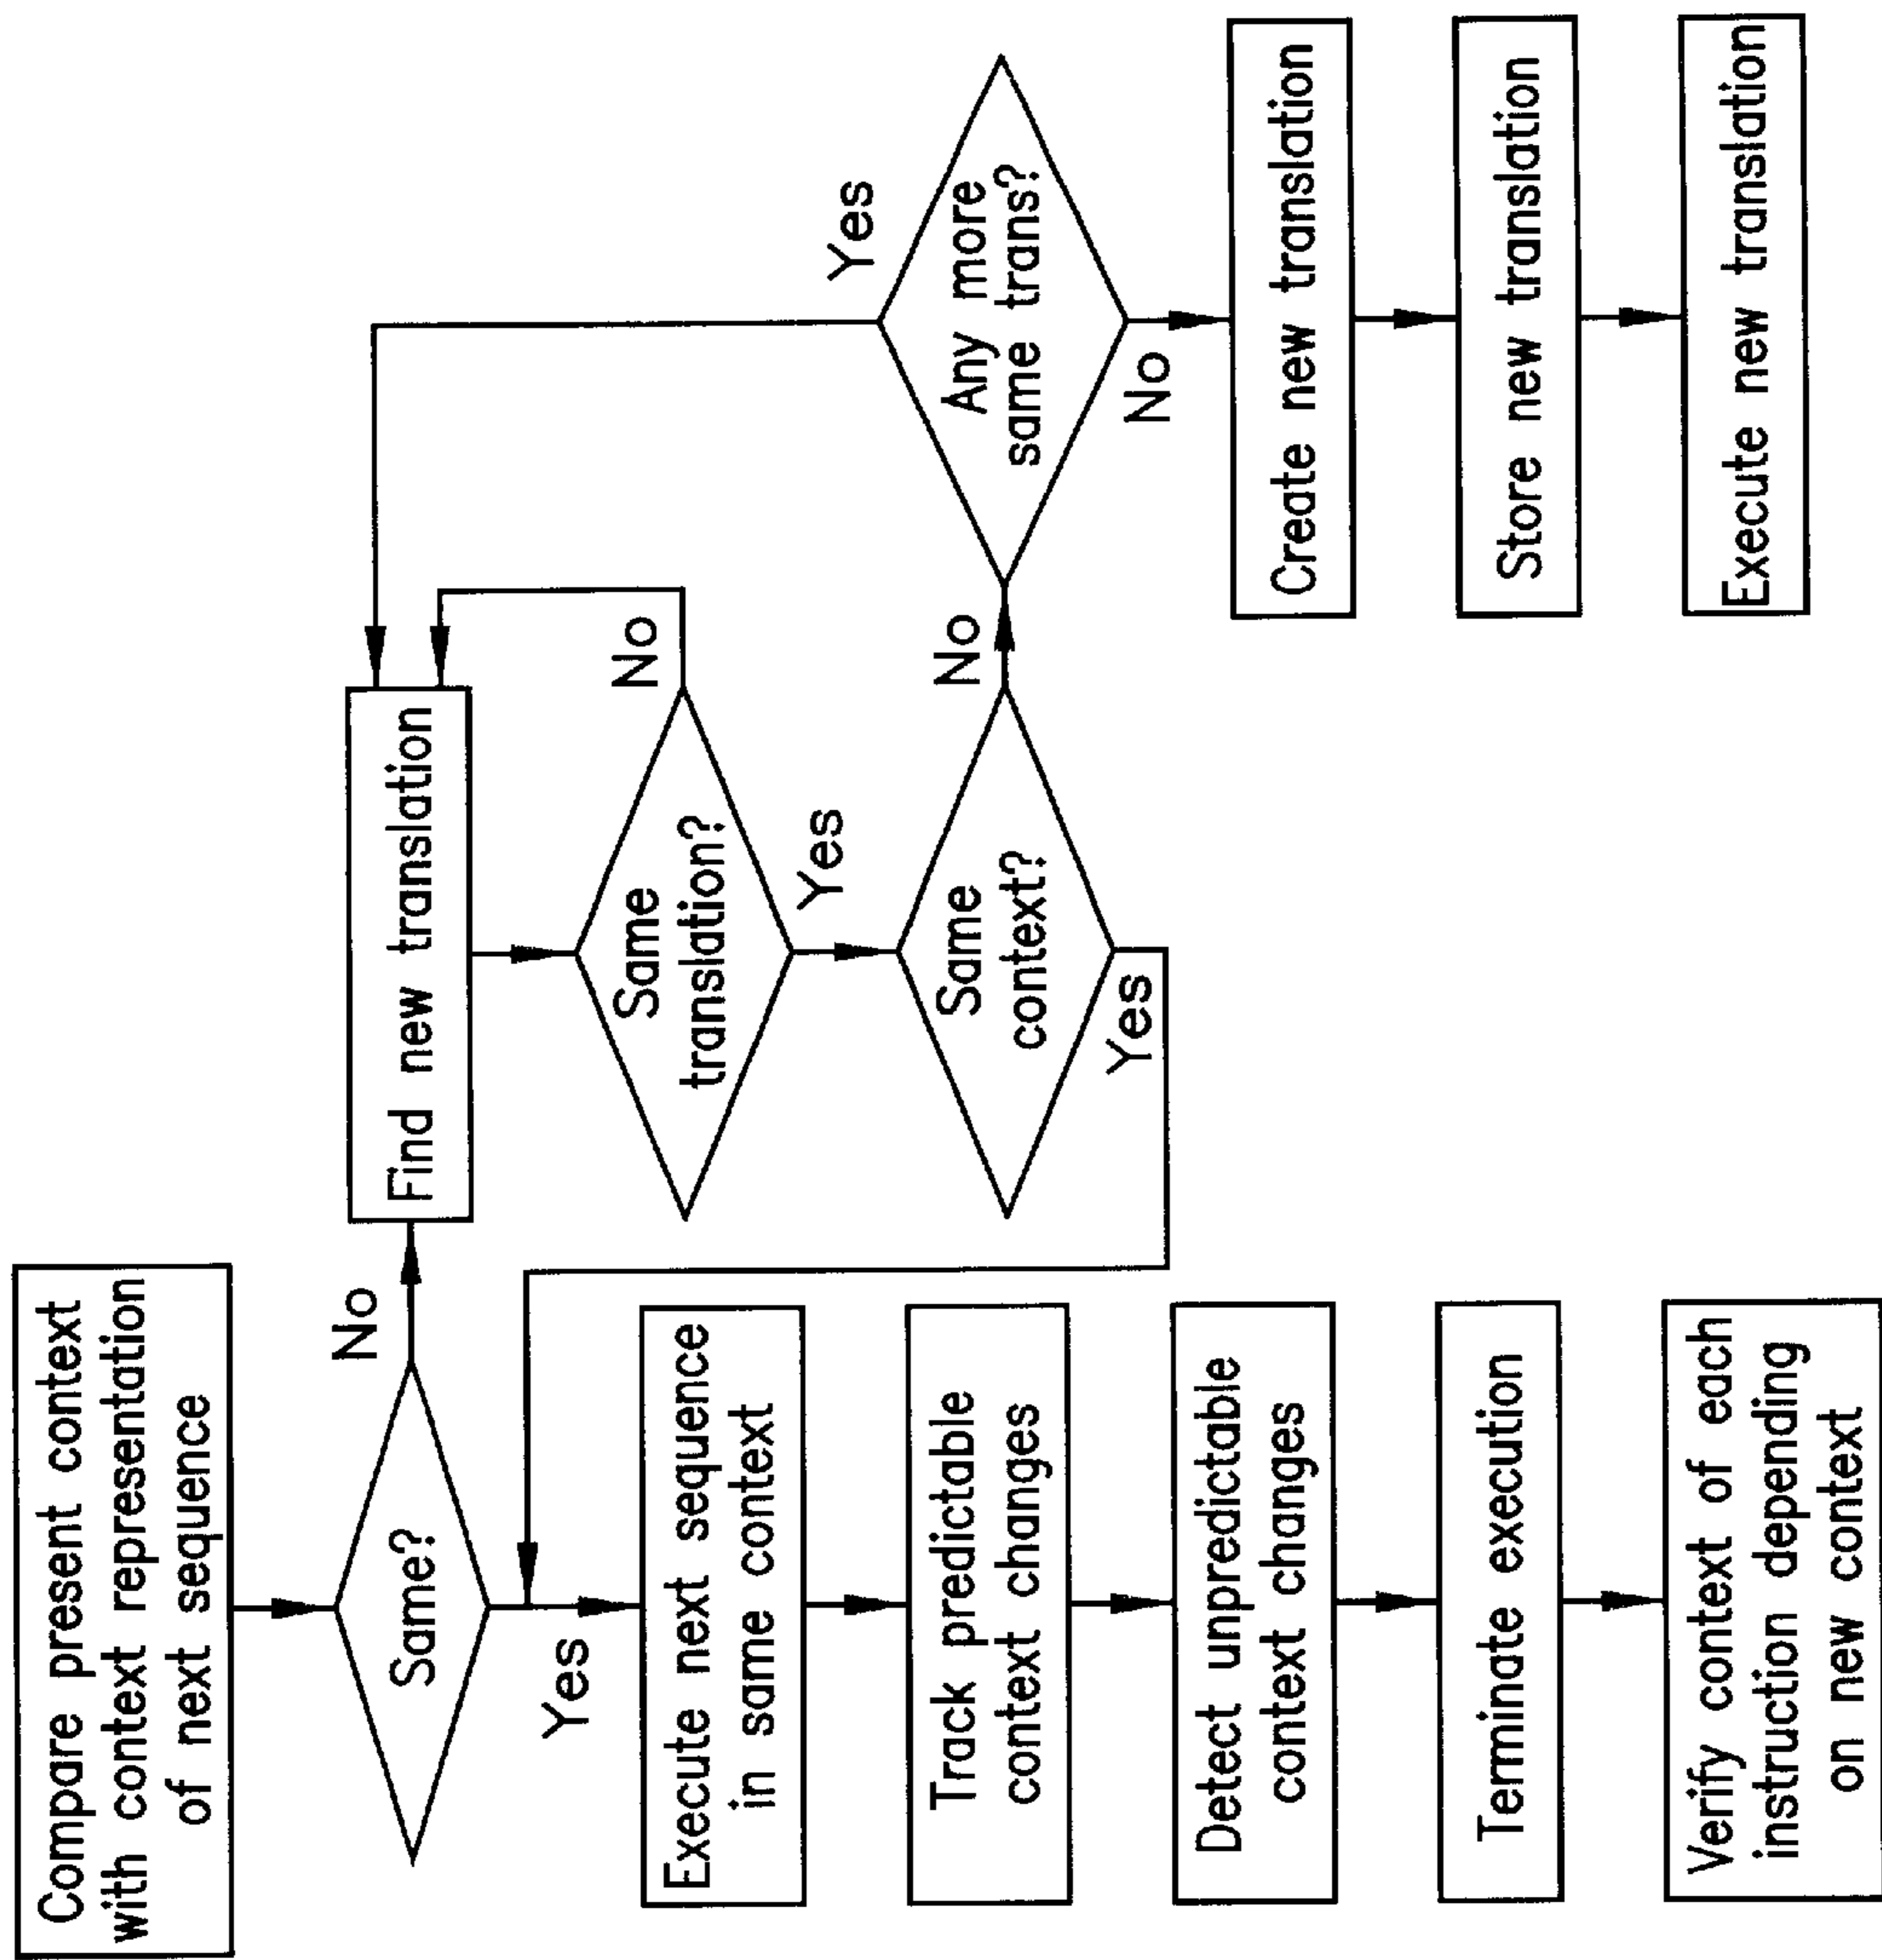 Compare present context
with context representation
of next sequence
Same?
No
Yes
Execute next sequence
in same context
Track predictable
context changes
Detect unpredictable
context changes
Terminate execution
Verify context of each
instruction depending
on new context
Find new translation
Same
translation?
No
Yes
Same
context?
No
Yes
Any more
same trans?
Yes
No
Create new translation
Store new translation
Execute new translation